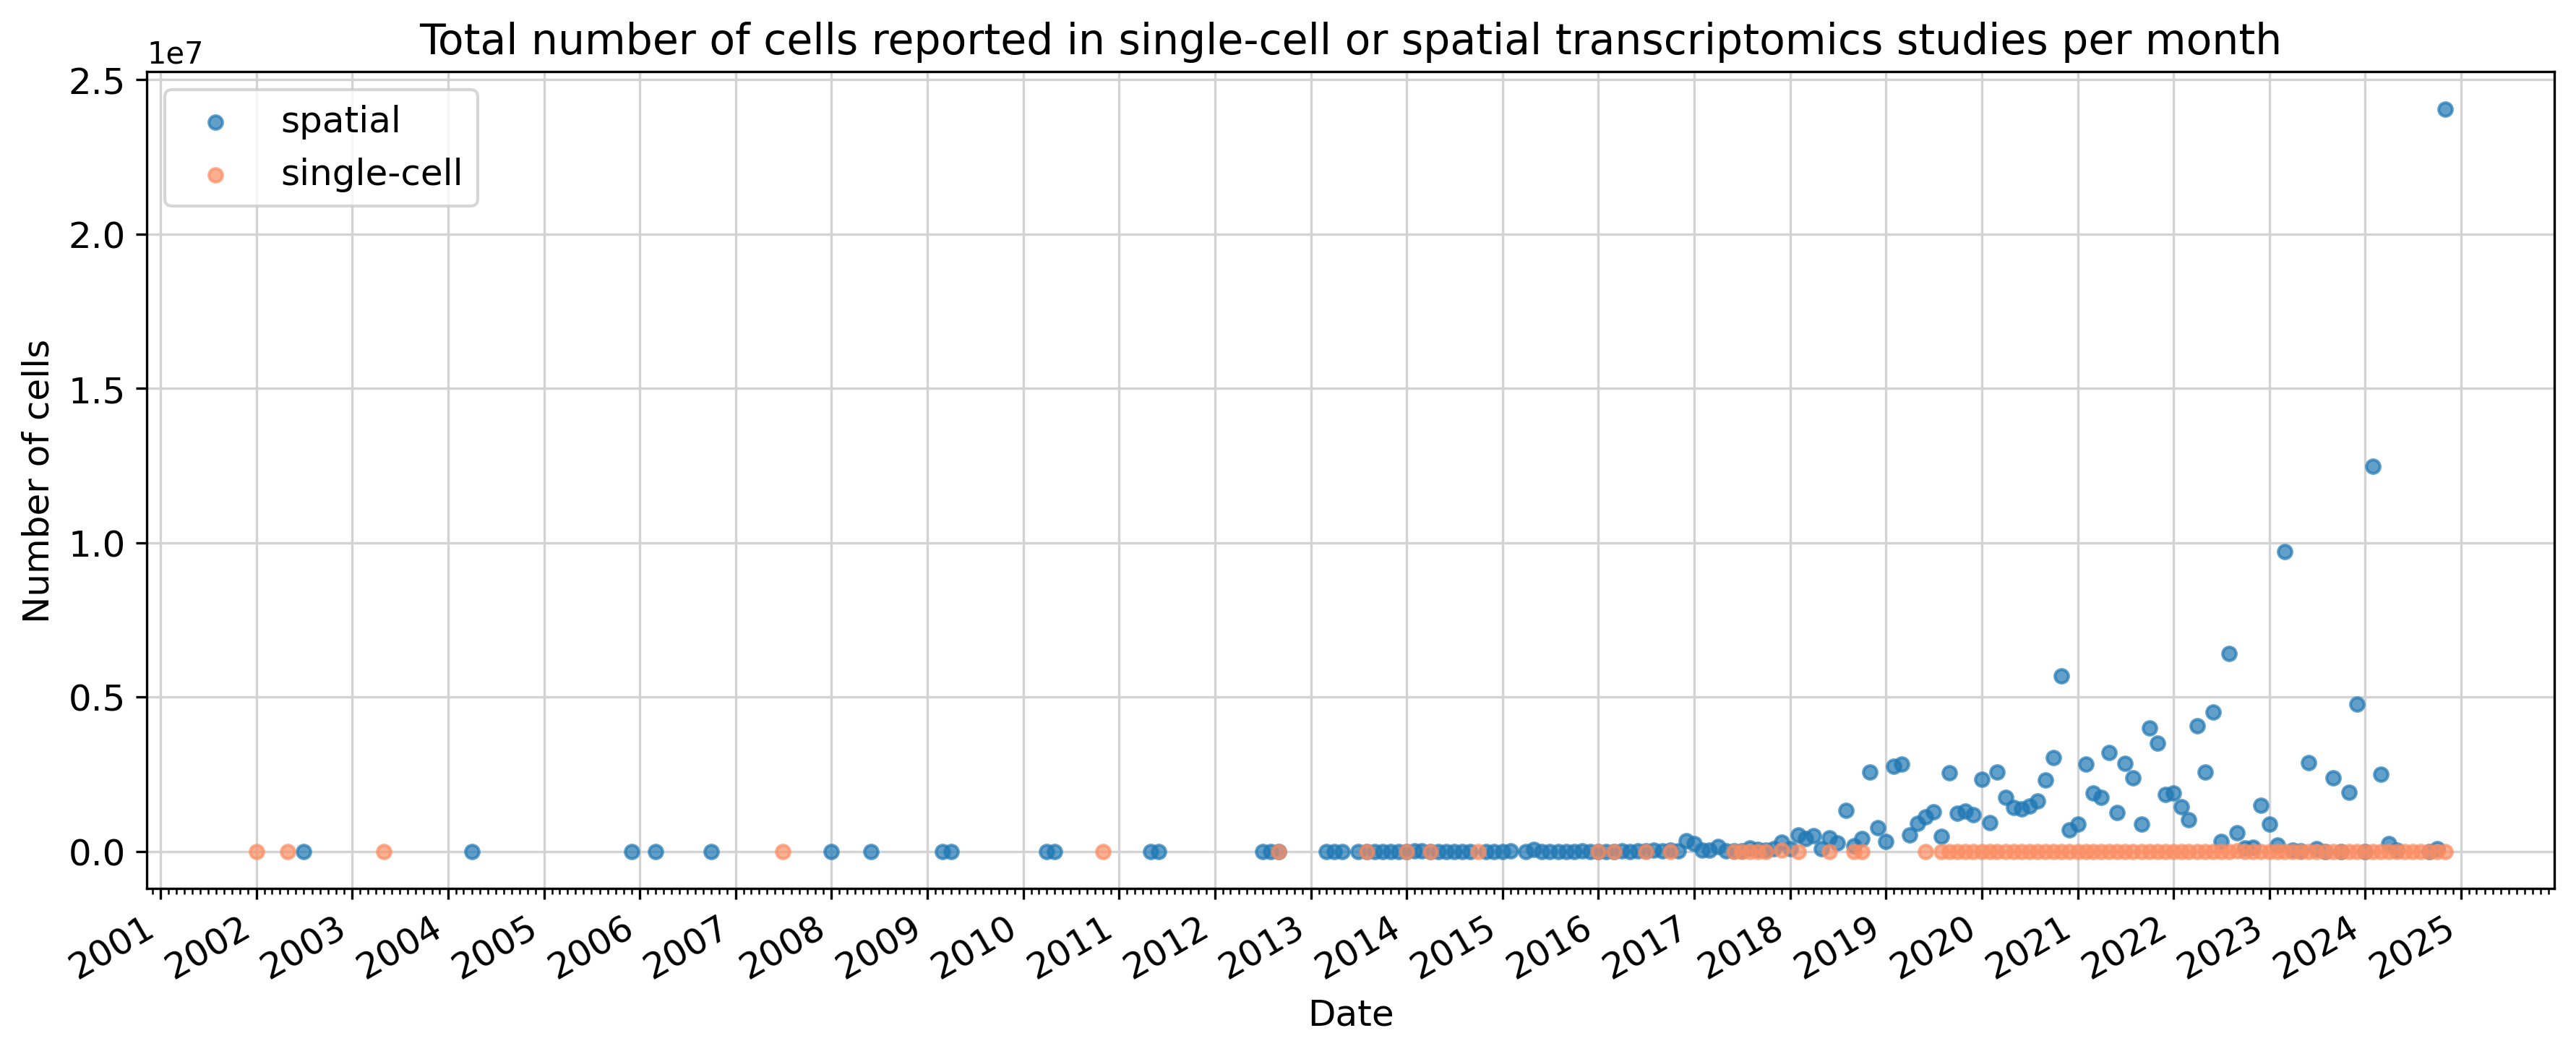 Total number of cells reported in single-cell or spatial transcriptomics studies per month
1e7
2.5
2.0
1.5
1.0
0.5
0.0
Number of cells
spatial
single-cell
2001 2002 2003 2004 2005 2006 2007 2008 2009 2010 2011 2012 2013 2014 2015 2016 2017 2018 2019 2020 2021 2022 2023 2024 2025
Date